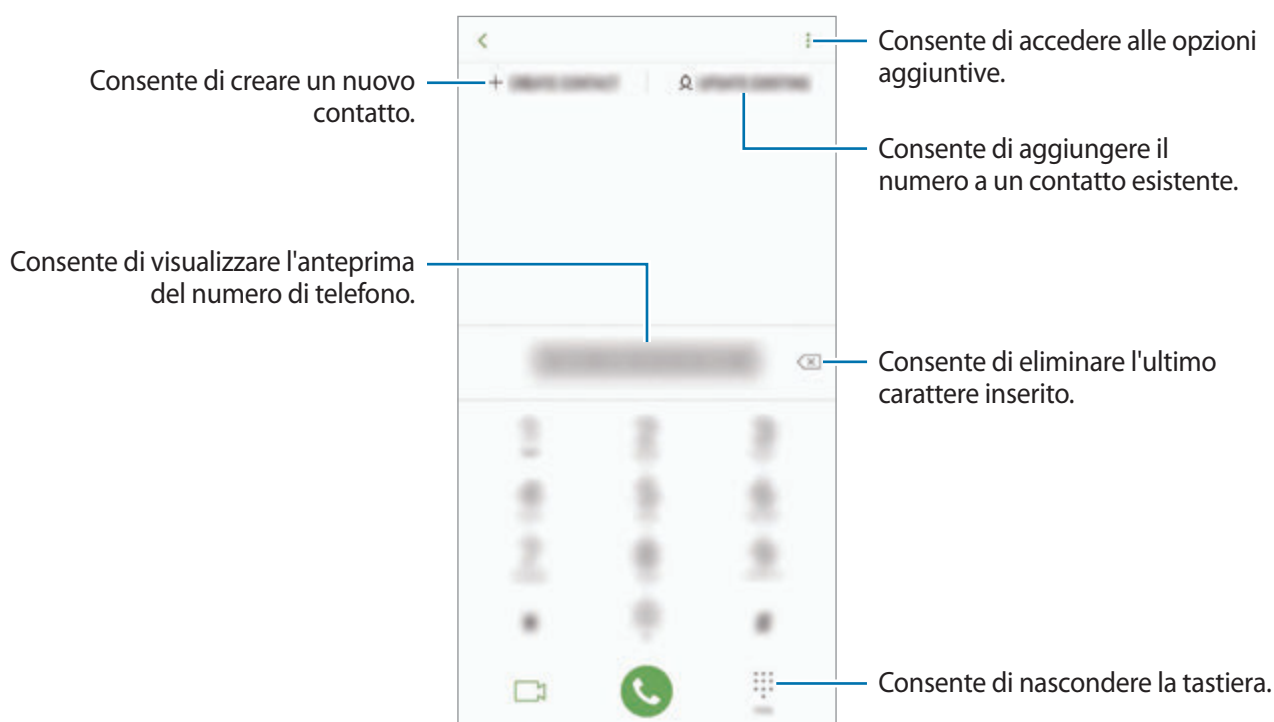 Consente di accedere alle opzioni
aggiuntive.
Consente di creare un nuovo
contatto.
Consente di aggiungere il
numero a un contatto esistente.
Consente di visualizzare l'anteprima
del numero di telefono.
Consente di eliminare l'ultimo
carattere inserito.
Consente di nascondere la tastiera.